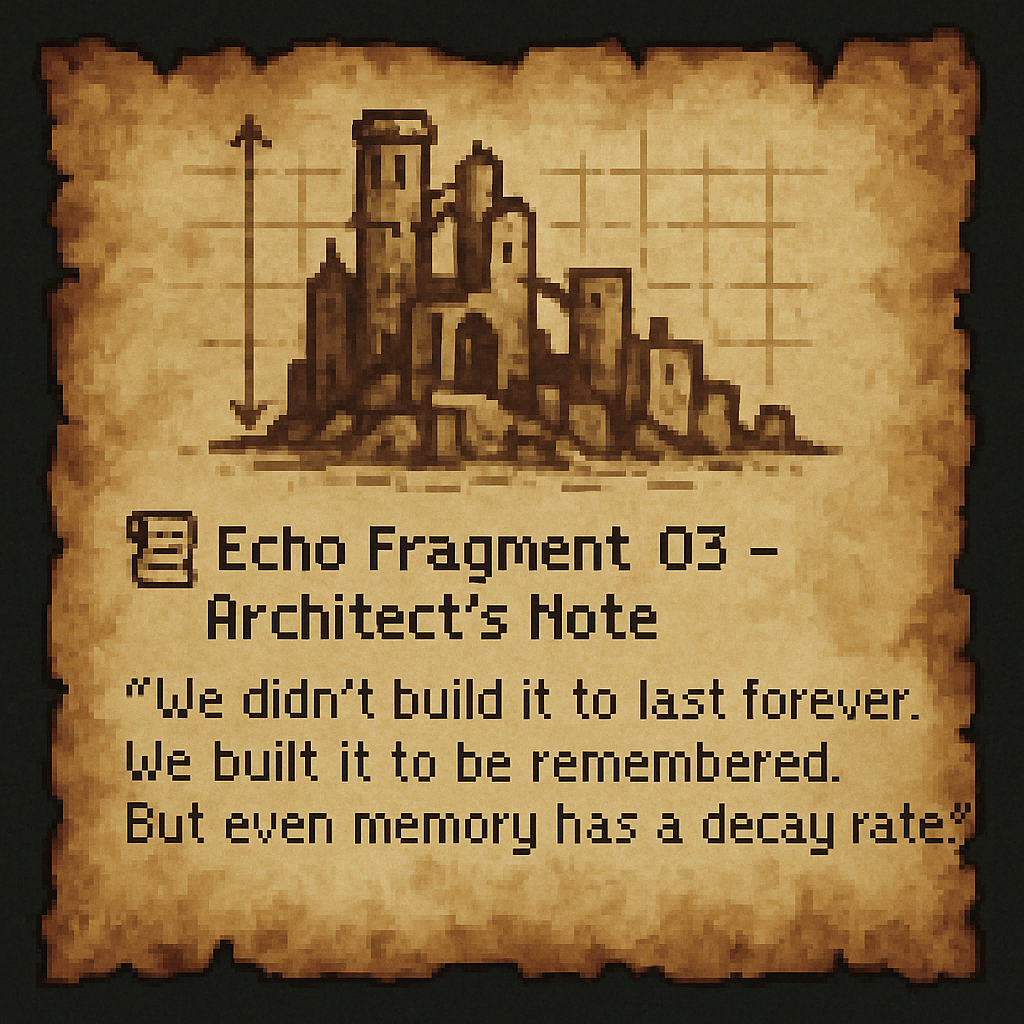 Echo Fragment 03 –
Architect's Note
"We didn't build it to last forever.
We built it to be remembered.
But even memory has a decay rate."